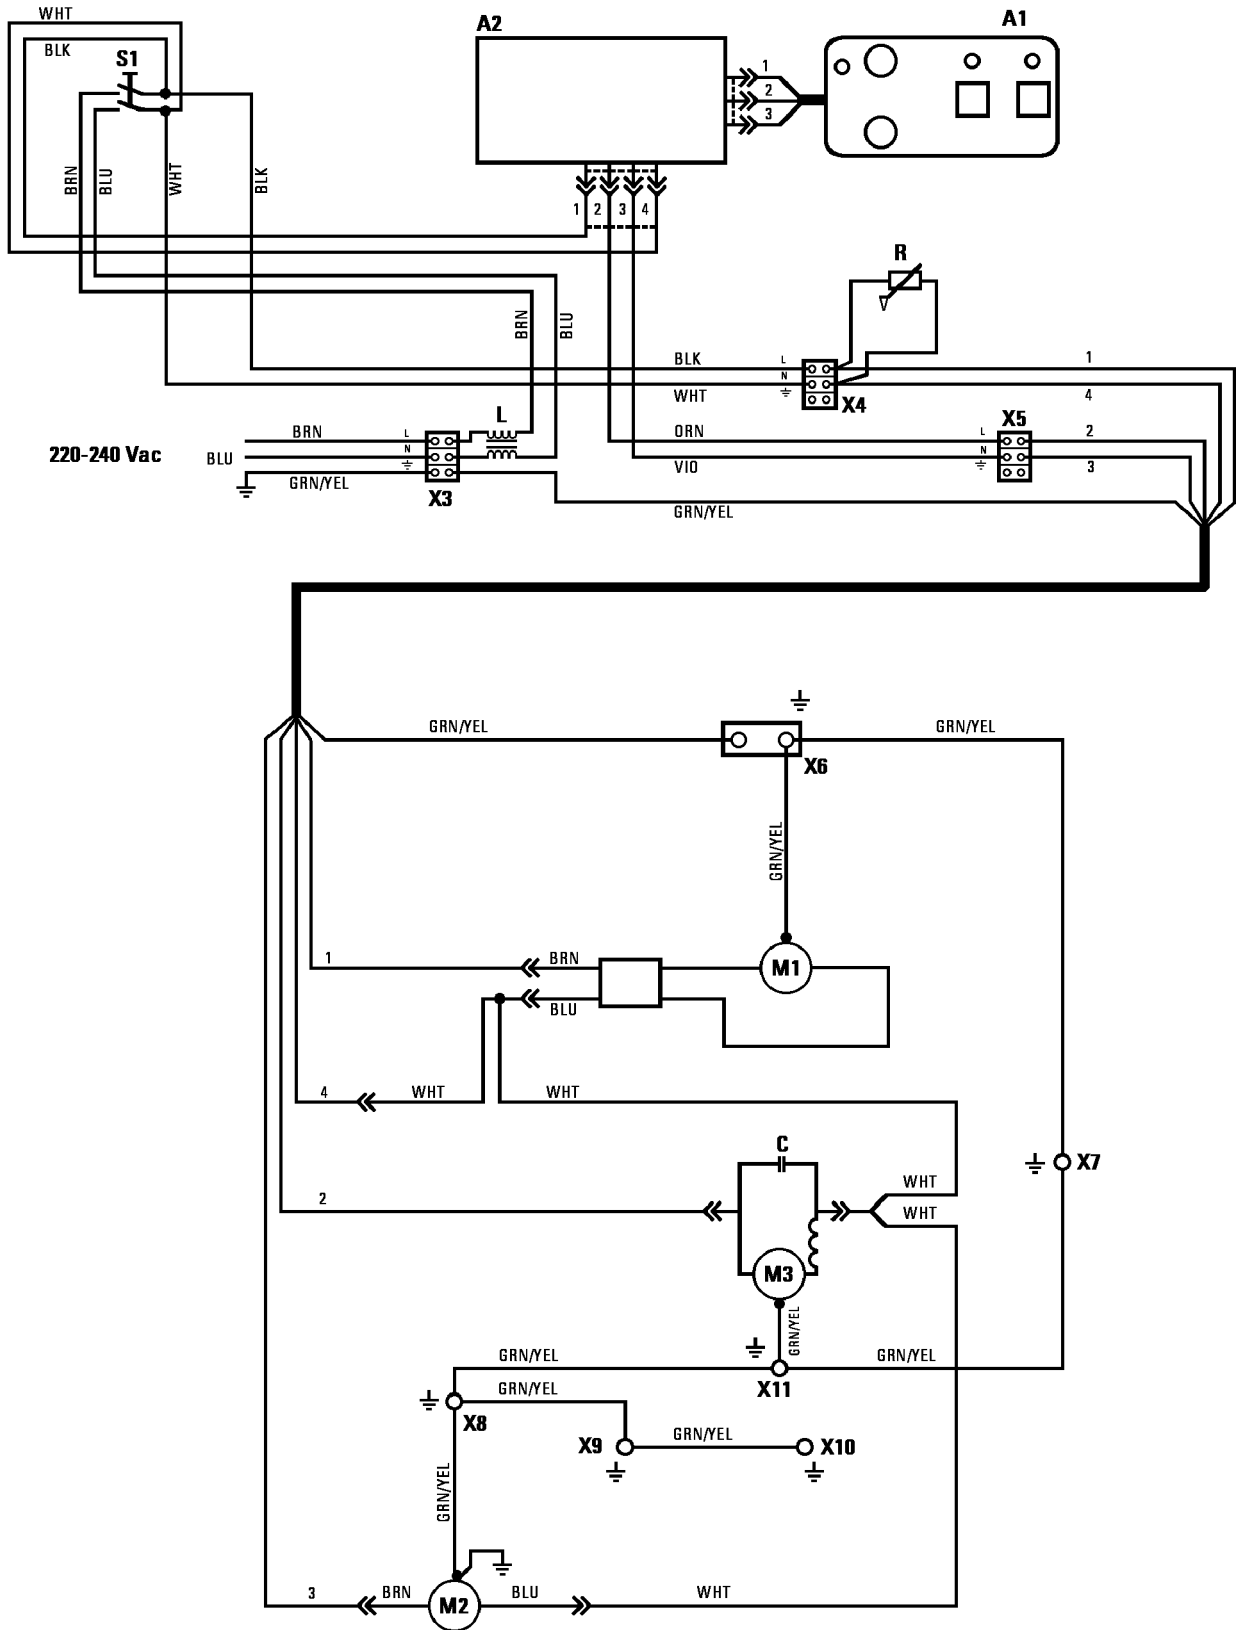 WHT
BLK
S1
A2
A1
1
2
3
BRN
BLU
WHT
BLK
1 2 3 4
R
BRN
BLU
BLK
L
N
WHT
X4
1
4
220-240 Vac
BRN
BLU
GRN/YEL
L
N
X3
L
ORN
VIO
L
N
X5
2
3
GRN/YEL
GRN/YEL
X6
GRN/YEL
GRN/YEL
1
BRN
BLU
M1
4
WHT
WHT
C
2
WHT
WHT
X7
M3
GRN/YEL
GRN/YEL
X11
GRN/YEL
GRN/YEL
X8
X9
GRN/YEL
X10
GRN/YEL
3
BRN
M2
BLU
WHT